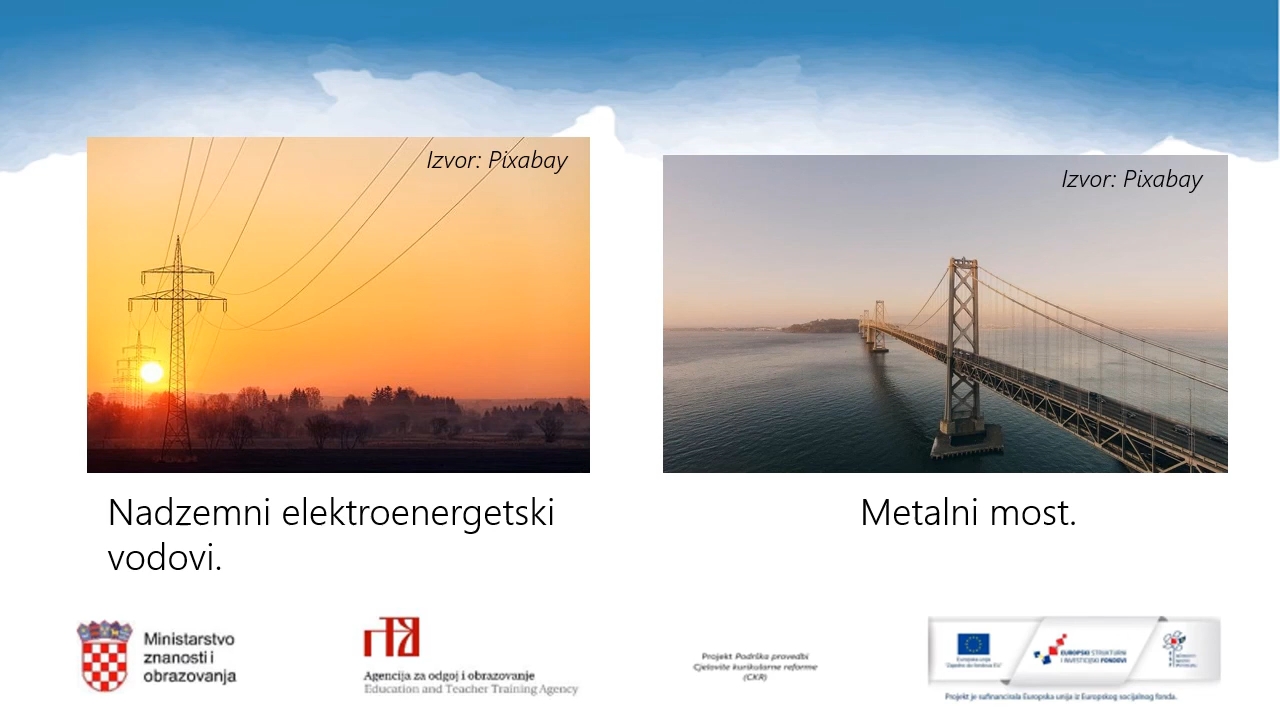 Izvor: Pixabay
Izvor: Pixabay
Nadzemni elektroenergetski
vodovi.
Metalni most.
Ministarstvo
znanosti i
obrazovanja
Agencija za odgoj i obrazovanje
Education and Teacher Training Agency
Projekt Podrška provedbi
Cjelovite kurikularne reforme
(CKR)
Europska unija
EUROPSKI STRUKTURNI
I INVESTICIJSKI FONDOVI
Projekt je sufinancirala Europska unija iz Europskog socijalnog fonda.